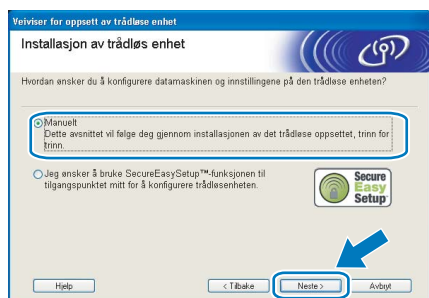 Veiviser for oppsett av trådløs enhet
Installasjon av trådløs enhet
Hvordan ønsker du å konfigurere datamaskinen og innstillingene på den trådløse enheten?
Manuelt
Dette avsnittet vil følge deg gjennom installasjonen av det trådløse oppsettet, trinn for
trinn.
Jeg ønsker å bruke SecureEasySetup™-funksjonen til
tilgangspunktet mitt for å konfigurere trådløsenheten.
Secure
Easy
Setup
Hjelp
< Tilbake
Neste >
Avbryt